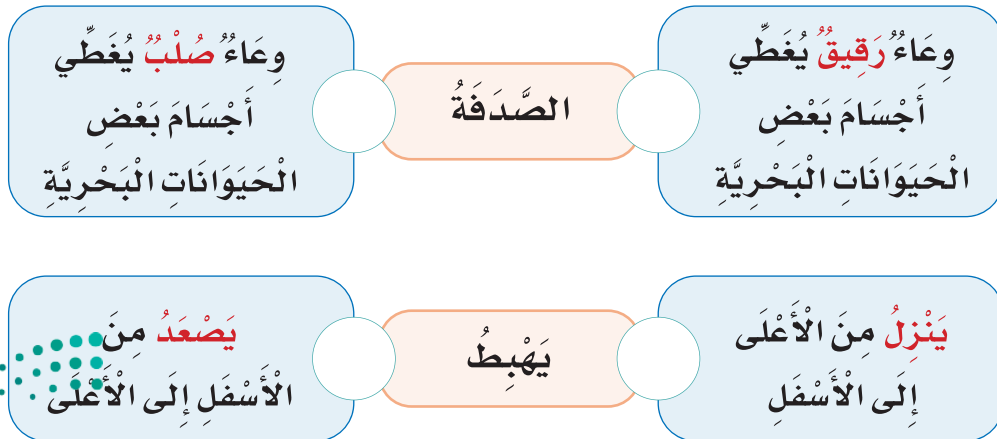 وِعَاءٌ رَقِيقٌ يُغَطِّي
أَجْسَامَ بَعْضِ
الْحَيَوَانَاتِ الْبَحْرِيَّةِ
الصَّدَفَةُ
وِعَاءٌ صُلْبٌ يُغَطِّي
أَجْسَامَ بَعْضِ
الْحَيَوَانَاتِ الْبَحْرِيَّةِ
يَنْزِلُ مِنَ الْأَعْلَى
إِلَى الْأَسْفَلِ
يَهْبِطُ
يَصْعَدُ مِنَ
الْأَسْفَلِ إِلَى الْأَعْلَى